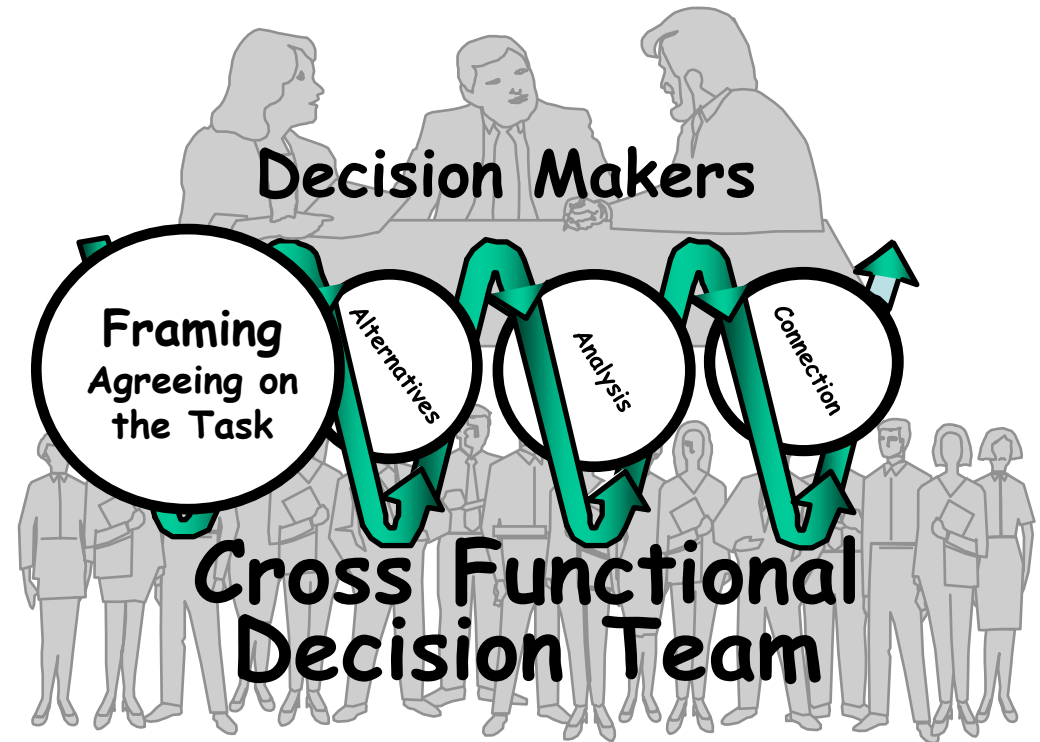 Decision Makers
Framing
Agreeing on
the Task
Alternatives
Analysis
Connection
Cross Functional
Decision Team